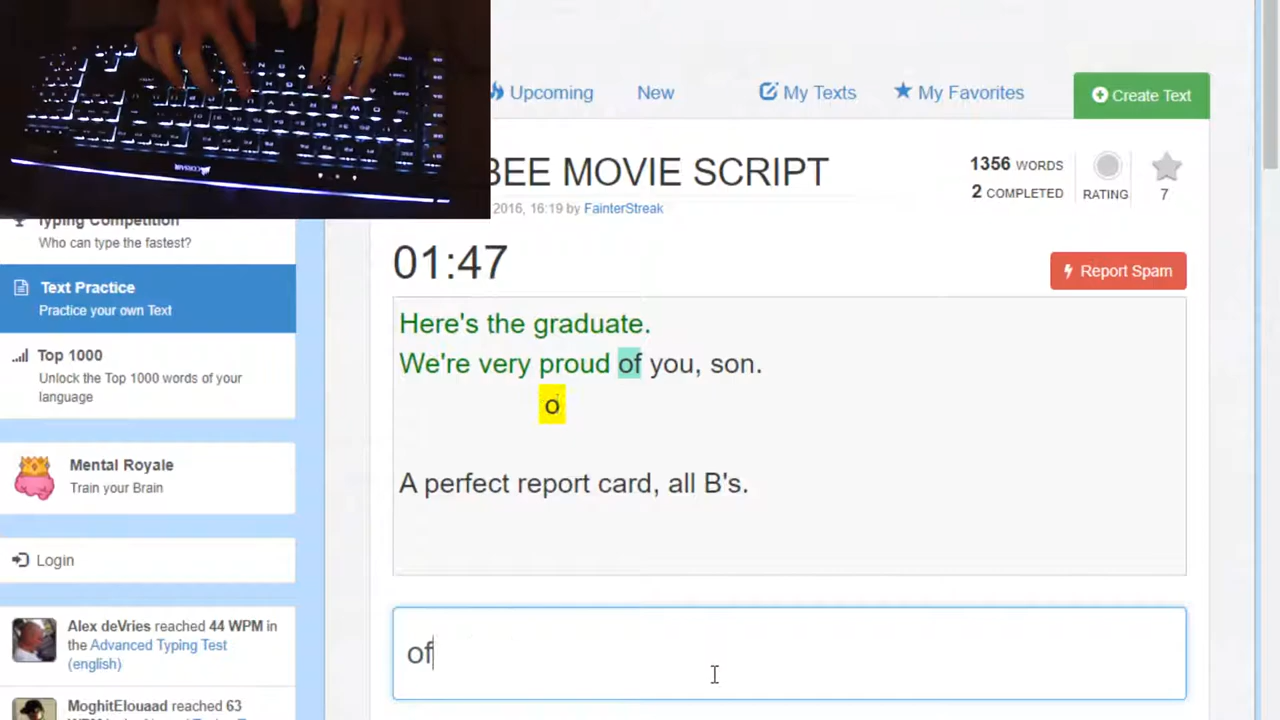 Upcoming
New
My Texts
My Favorites
Create Text
BEE MOVIE SCRIPT
1356 WORDS
2 COMPLETED
RATING
7
2016, 16:19 by FainterStreak
CORSAIR
Typing Competition
Who can type the fastest?
Text Practice
Practice your own Text
Top 1000
Unlock the Top 1000 words of your
language
Mental Royale
Train your Brain
Login
Alex deVries reached 44 WPM in
the Advanced Typing Test
(english)
MoghitElouaad reached 63
01:47
Report Spam
Here's the graduate.
We're very proud of you, son.
o
A perfect report card, all B's.
of